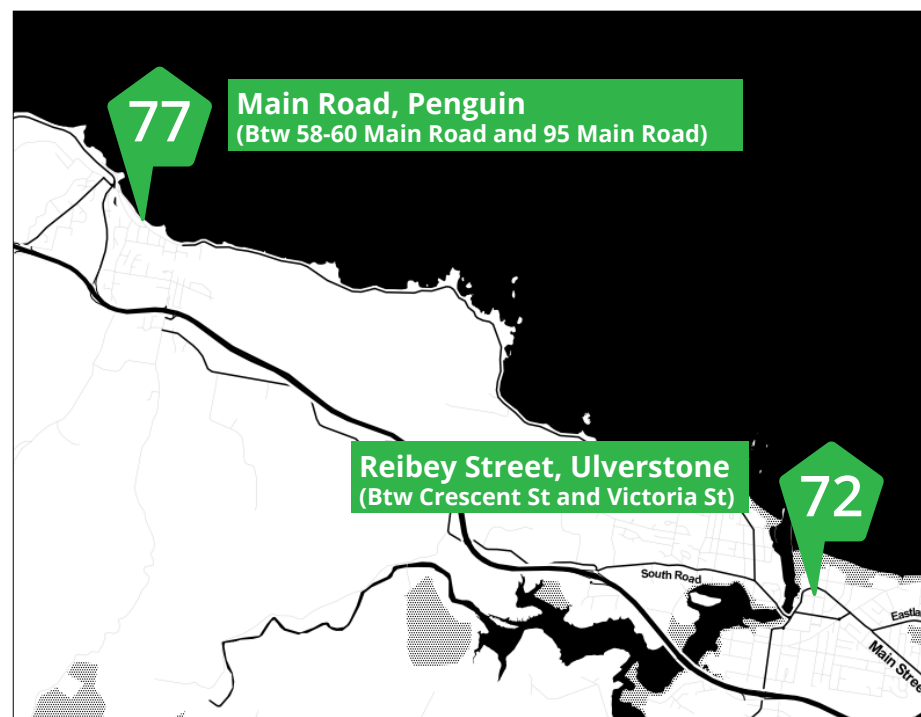 77
Main Road, Penguin
(Btw 58-60 Main Road and 95 Main Road)
Reibey Street, Ulverstone
(Btw Crescent St and Victoria St)
72
South Road
Main Street